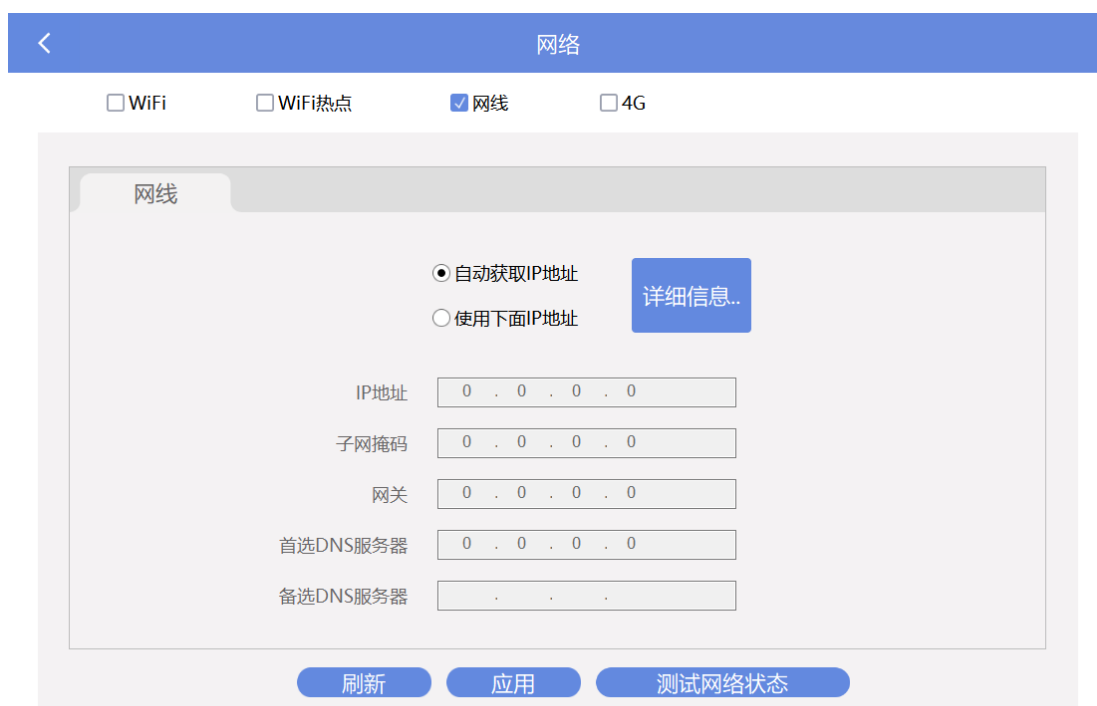 网络
WiFi WiFi热点 网线 4G
网线
自动获取IP地址
详细信息..
使用下面IP地址
IP地址 0 . 0 . 0 . 0
子网掩码 0 . 0 . 0 . 0
网关 0 . 0 . 0 . 0
首选DNS服务器 0 . 0 . 0 . 0
备选DNS服务器 . . .
刷新 应用 测试网络状态